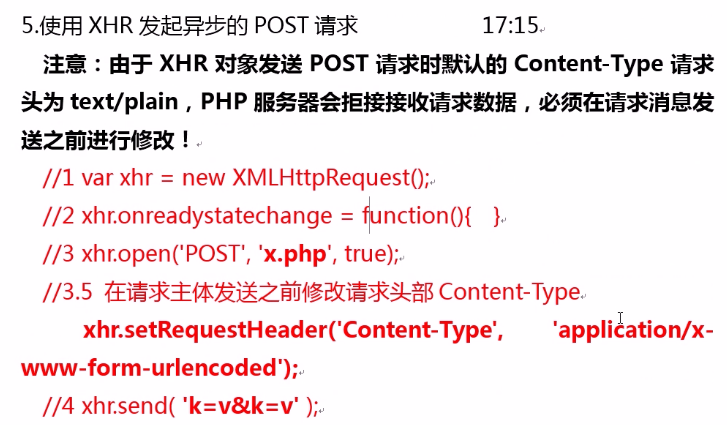 5.使用 XHR 发起异步的 POST 请求 17:15
注意：由于 XHR 对象发送 POST 请求时默认的 Content-Type 请求
头为 text/plain，PHP 服务器会拒接接收请求数据，必须在请求消息发
送之前进行修改！
//1 var xhr = new XMLHttpRequest();
//2 xhr.onreadystatechange = function(){ }
//3 xhr.open('POST', 'x.php', true);
//3.5 在请求主体发送之前修改请求头部 Content-Type
xhr.setRequestHeader('Content-Type', 'application/x-
www-form-urlencoded');
//4 xhr.send( 'k=v&k=v' );